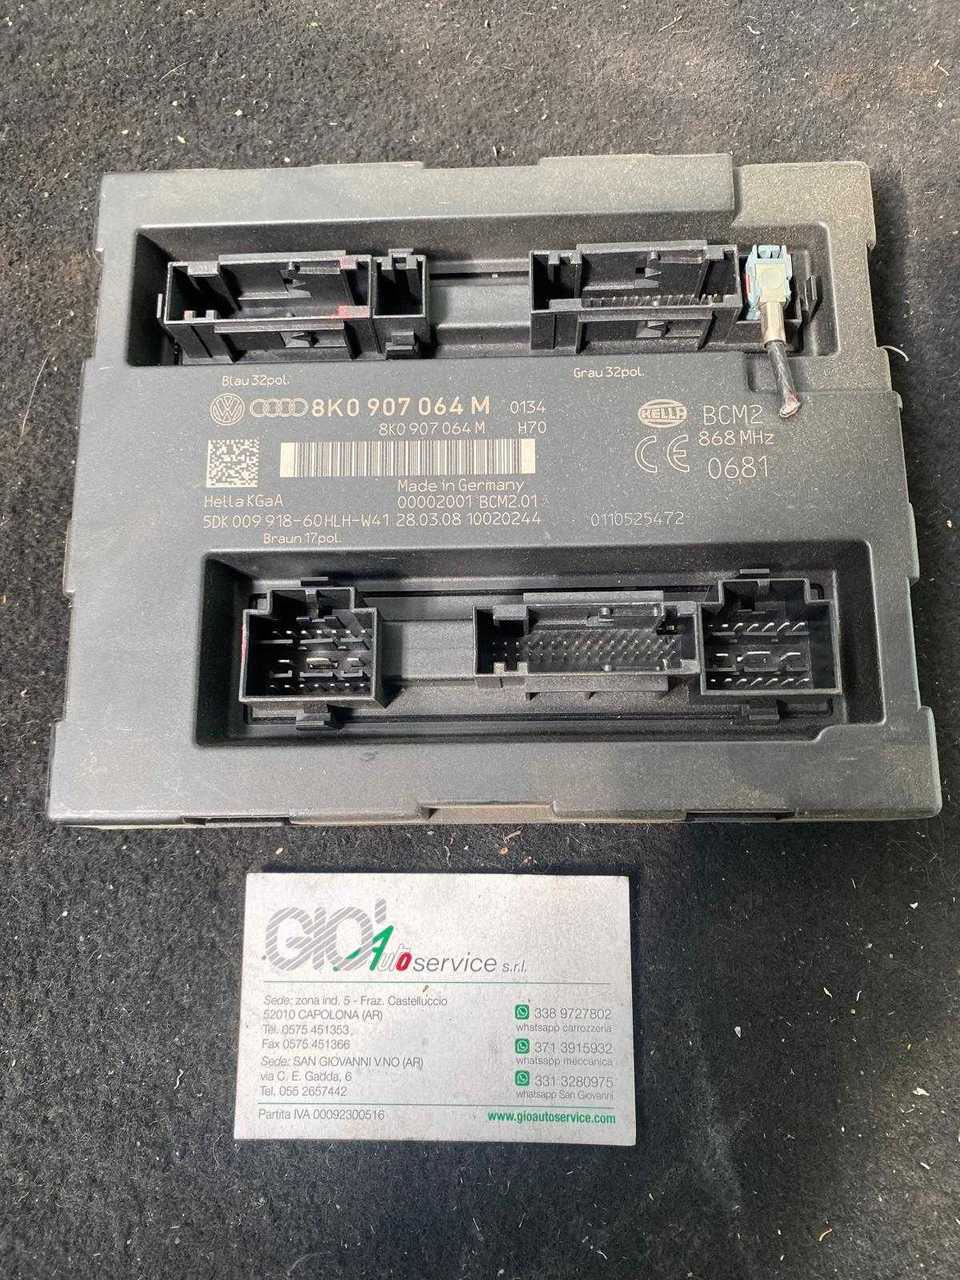 Blau 32pol.
Grau 32pol.
8K0 907 064 M 0134
8K0 907 064 M H70
HELLA BCM2
868 MHz
CE 0681
Made in Germany
Hella KGaA 00002001 BCM2.01
5DK 009 918-60 HLH-W41 28.03.08 10020244 0110525472
Braun 17pol.
GIO' Auto service s.r.l.
Sede: zona ind. 5 - Fraz. Castelluccio
52010 CAPOLONA (AR)
Tel. 0575 451353
Fax 0575 451366
Sede: SAN GIOVANNI V.NO (AR)
via C. E. Gadda, 6
Tel. 055 2657442
338 9727802
whatsapp carrozzeria
371 3915932
whatsapp meccanica
331 3280975
whatsapp San Giovanni
Partita IVA 00092300516
www.gioautoservice.com